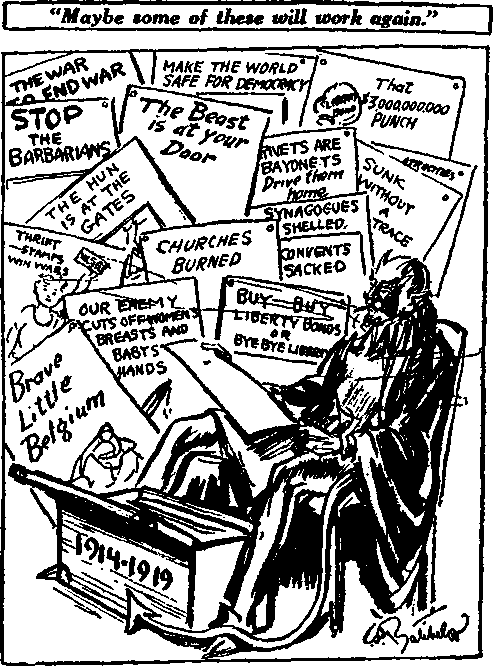 "Maybe some of these will work again."
THE WAR
TO END WAR
MAKE THE WORLD
SAFE FOR DEMOCRACY
That
$3,000,000,000
PUNCH
STOP
THE
BARBARIANS
The Beast
is at your
Door
RIVETS ARE
BAYONETS
Drive them
home
SUNK
WITHOUT
A
TRACE
THE HUN
IS AT THE
GATES
SYNAGOGUES
SHELLED.
CONVENTS
SACKED
THRIFT
STAMPS
WIN WARS
CHURCHES
BURNED
OUR ENEMY
CUTS OFF WOMEN'S
BREASTS AND
BABY'S
HANDS
BUY BUY
LIBERTY BONDS
OR
BYE BYE LIBERTY
Brave
Little
Belgium
1914-1919